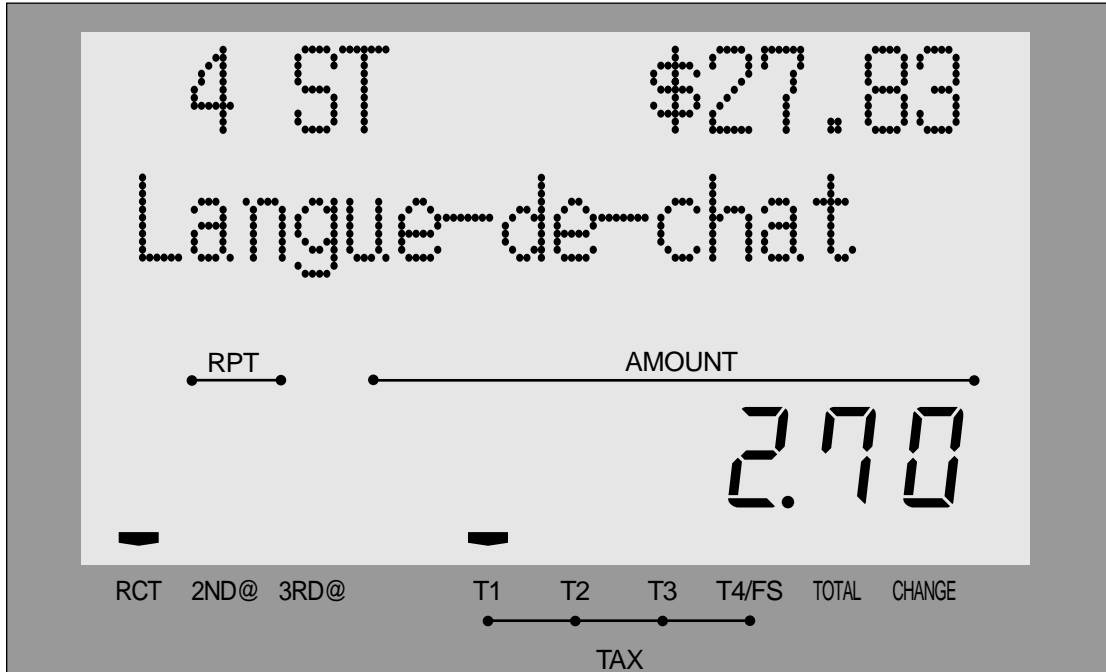 4 ST $27.83
Langue-de-chat
RPT AMOUNT
2.70
RCT 2ND@ 3RD@ T1 T2 T3 T4/FS TOTAL CHANGE
TAX